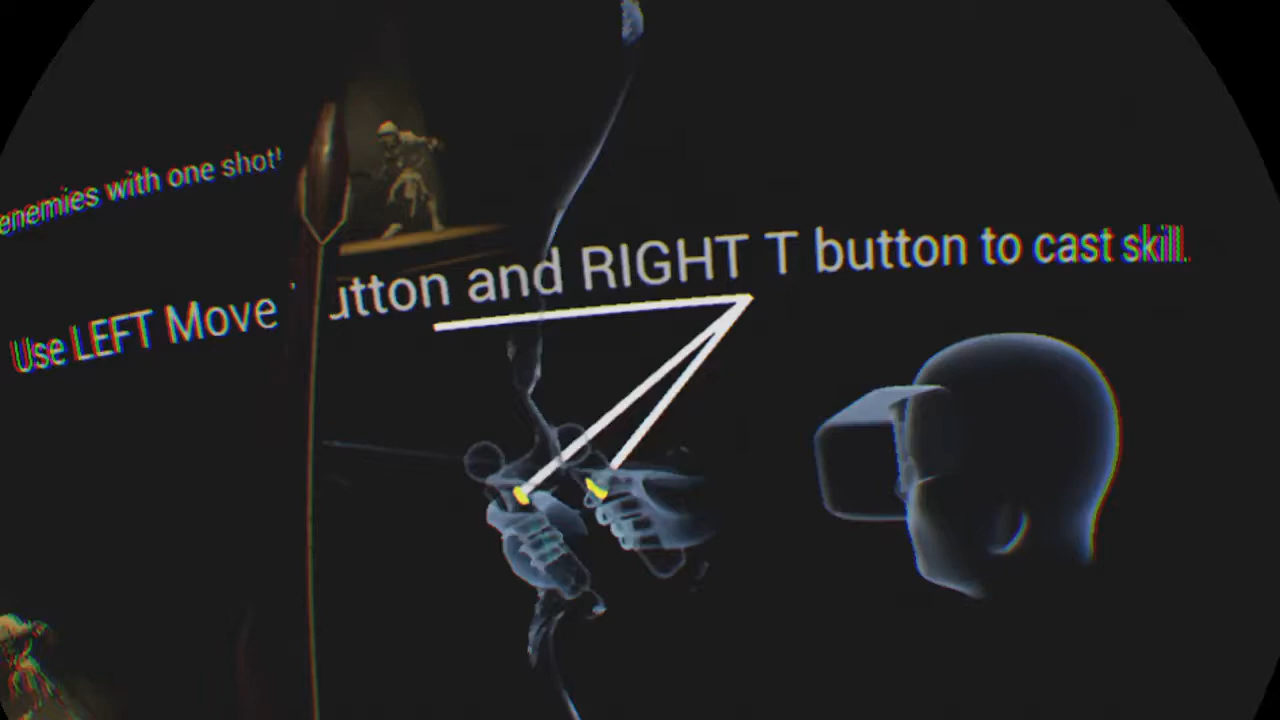 enemies with one shot!
Use LEFT Move utton and RIGHT T button to cast skill.